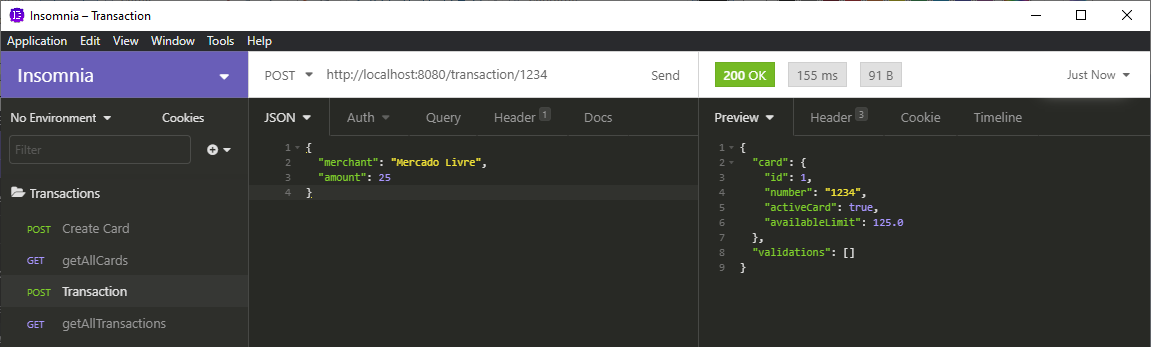 Insomnia – Transaction
Application Edit View Window Tools Help
Insomnia
POST http://localhost:8080/transaction/1234 Send
200 OK 155 ms 91 B Just Now
No Environment Cookies
JSON Auth Query Header 1 Docs
Preview Header 3 Cookie Timeline
Filter
Transactions
POST Create Card
GET getAllCards
POST Transaction
GET getAllTransactions
1 {
2 "merchant": "Mercado Livre",
3 "amount": 25
4 }
1 {
2 "card": {
3 "id": 1,
4 "number": "1234",
5 "activeCard": true,
6 "availableLimit": 125.0
7 },
8 "validations": []
9 }